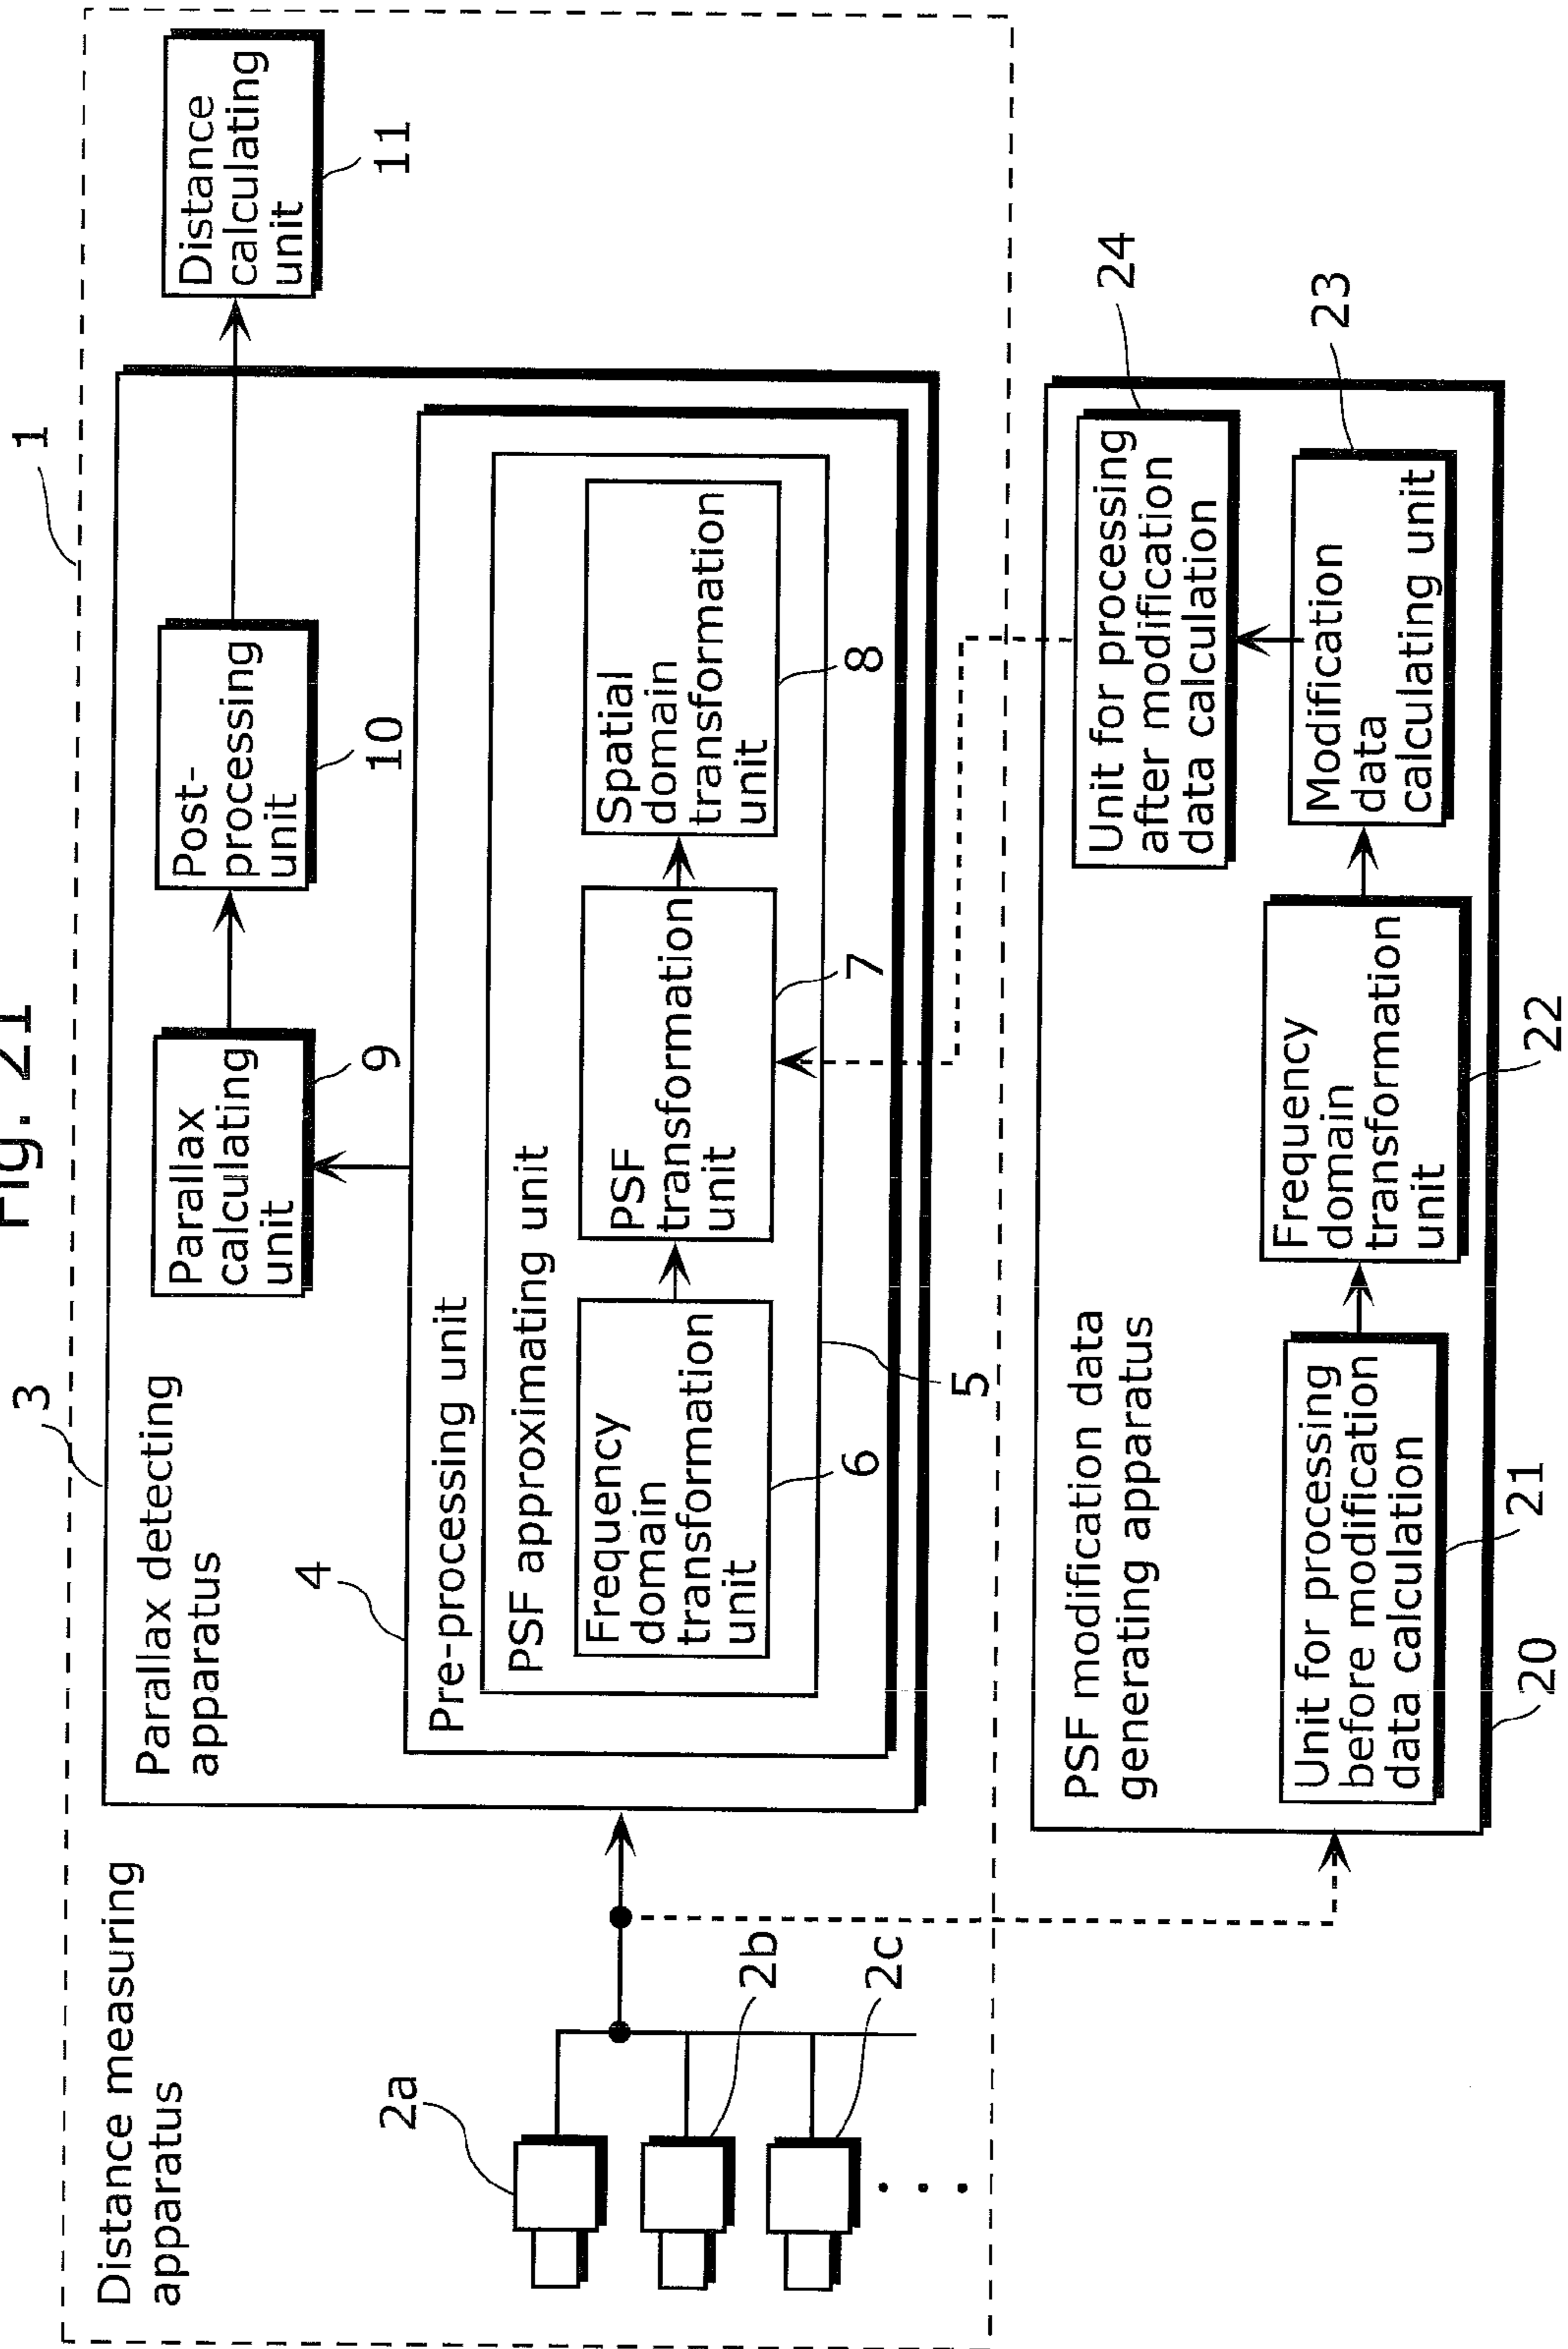 Fig. 21
1
Distance measuring
apparatus
3
Parallax detecting
apparatus
Parallax
calculating
unit
9
Post-
processing
unit
10
Distance
calculating
unit
11
4
Pre-processing unit
PSF approximating unit
Frequency
domain
transformation
unit
6
PSF
transformation
unit
7
Spatial
domain
transformation
unit
8
5
2a
2b
2c
PSF modification data
generating apparatus
Unit for processing
before modification
data calculation
21
20
Frequency
domain
transformation
unit
22
Modification
data
calculating unit
23
Unit for processing
after modification
data calculation
24